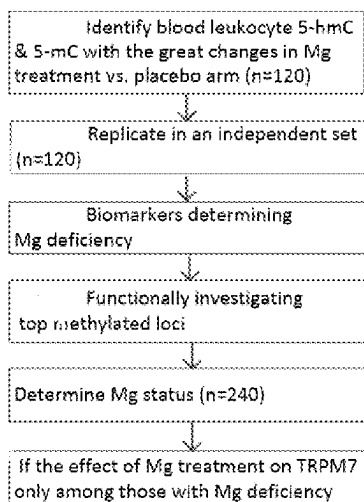 Identify blood leukocyte 5-hmC
& 5-mC with the great changes in Mg
treatment vs. placebo arm (n=120)
Replicate in an independent set
(n=120)
Biomarkers determining
Mg deficiency
Functionally investigating
top methylated loci
Determine Mg status (n=240)
If the effect of Mg treatment on TRPM7
only among those with Mg deficiency